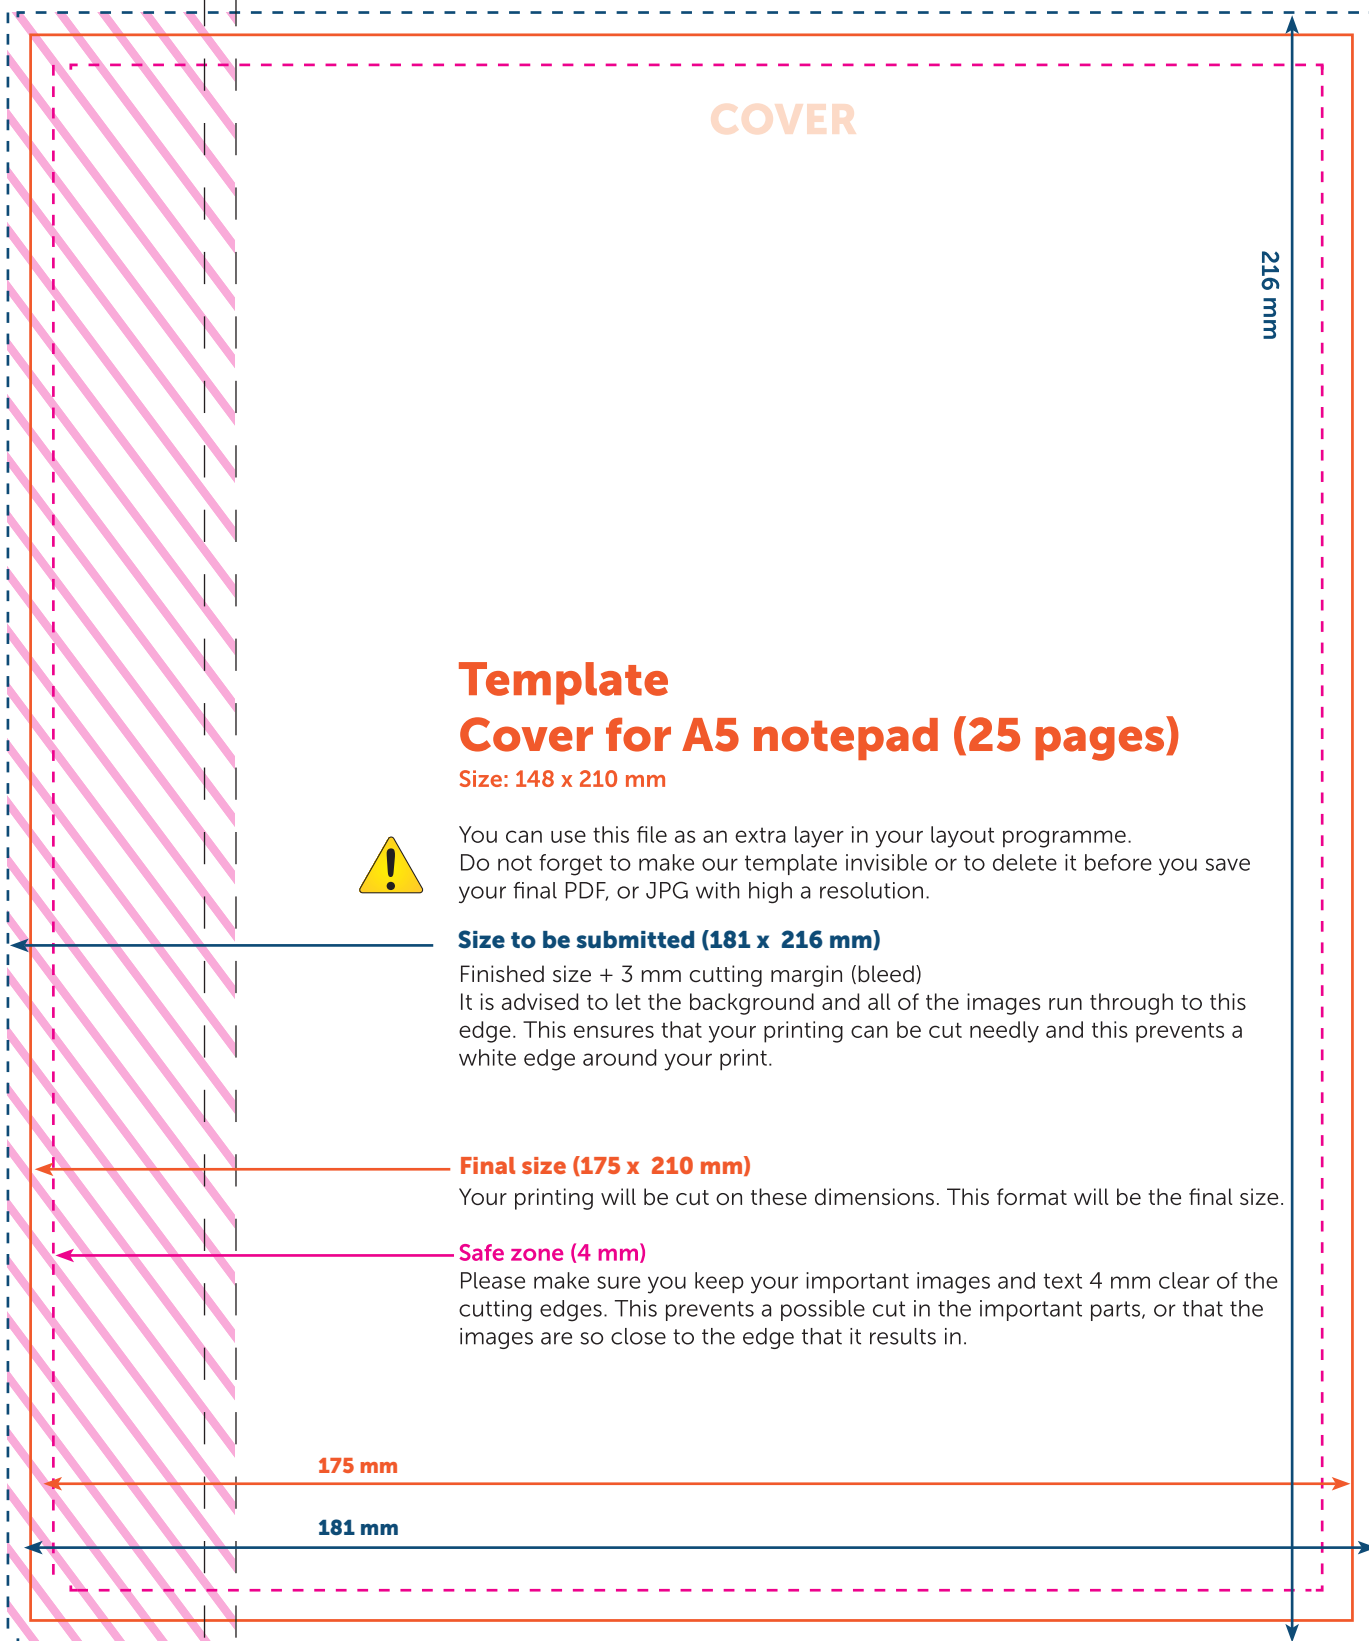 COVER
216 mm
Template
Cover for A5 notepad (25 pages)
Size: 148 x 210 mm
You can use this file as an extra layer in your layout programme.
Do not forget to make our template invisible or to delete it before you save
your final PDF, or JPG with high a resolution.
Size to be submitted (181 x  216 mm)
Finished size + 3 mm cutting margin (bleed)
It is advised to let the background and all of the images run through to this
edge. This ensures that your printing can be cut needly and this prevents a
white edge around your print.
Final size (175 x  210 mm)
Your printing will be cut on these dimensions. This format will be the final size.
Safe zone (4 mm)
Please make sure you keep your important images and text 4 mm clear of the
cutting edges. This prevents a possible cut in the important parts, or that the
images are so close to the edge that it results in.
175 mm
181 mm